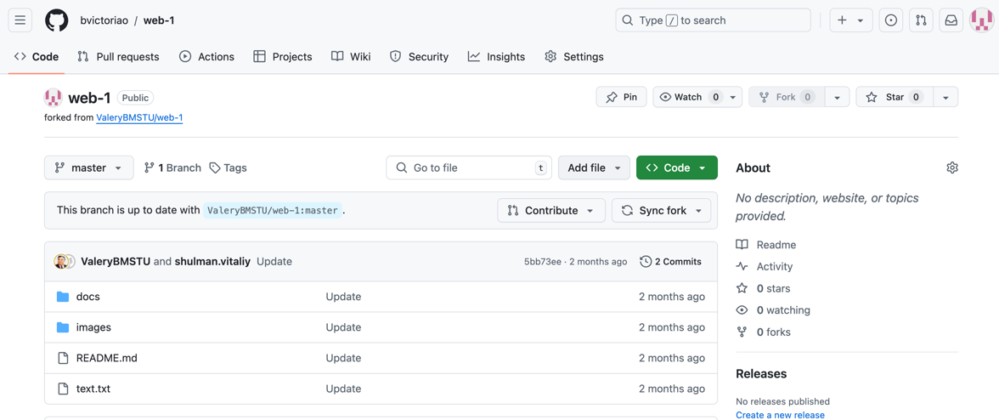 bvictoriao / web-1
Type / to search
Code Pull requests Actions Projects Wiki Security Insights Settings
web-1 Public
Pin Watch 0 Fork 0 Star 0
forked from ValeryBMSTU/web-1
master 1 Branch Tags Go to file t Add file Code
About
This branch is up to date with ValeryBMSTU/web-1:master . Contribute Sync fork
No description, website, or topics
provided.
ValeryBMSTU and shulman.vitaliy Update 5bb73ee · 2 months ago 2 Commits
docs Update 2 months ago
images Update 2 months ago
README.md Update 2 months ago
text.txt Update 2 months ago
Readme
Activity
0 stars
0 watching
0 forks
Releases
No releases published
Create a new release